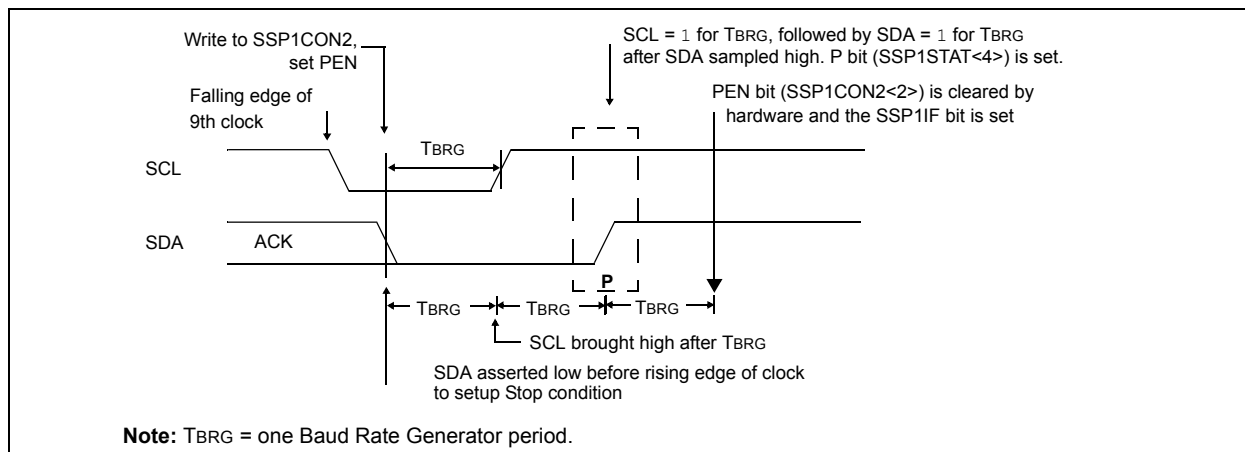 Write to SSP1CON2,
set PEN
SCL = 1 for TBRG, followed by SDA = 1 for TBRG
after SDA sampled high. P bit (SSP1STAT<4>) is set.
Falling edge of
9th clock
PEN bit (SSP1CON2<2>) is cleared by
hardware and the SSP1IF bit is set
TBRG
SCL
SDA
ACK
P
TBRG
TBRG
TBRG
SCL brought high after TBRG
SDA asserted low before rising edge of clock
to setup Stop condition
Note: TBRG = one Baud Rate Generator period.